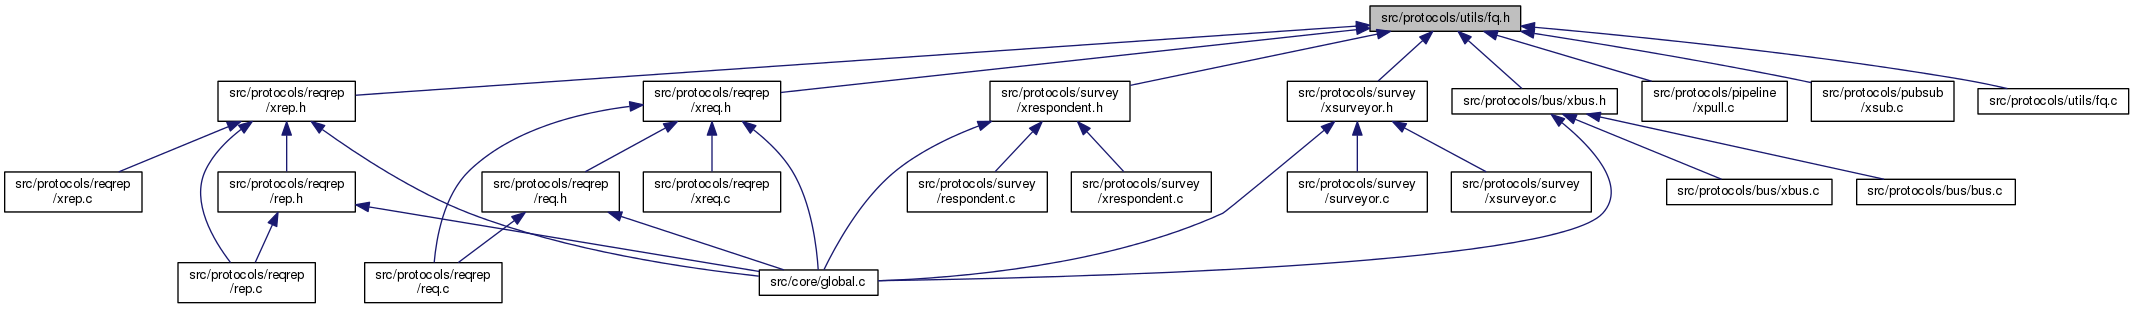 src/protocols/utils/fq.h
src/protocols/reqrep
/xrep.h
src/protocols/reqrep
/xreq.h
src/protocols/survey
/xrespondent.h
src/protocols/survey
/xsurveyor.h
src/protocols/bus/xbus.h
src/protocols/pipeline
/xpull.c
src/protocols/pubsub
/xsub.c
src/protocols/utils/fq.c
src/protocols/reqrep
/xrep.c
src/protocols/reqrep
/rep.h
src/protocols/reqrep
/req.h
src/protocols/reqrep
/xreq.c
src/protocols/survey
/respondent.c
src/protocols/survey
/xrespondent.c
src/protocols/survey
/surveyor.c
src/protocols/survey
/xsurveyor.c
src/protocols/bus/xbus.c
src/protocols/bus/bus.c
src/protocols/reqrep
/rep.c
src/protocols/reqrep
/req.c
src/core/global.c